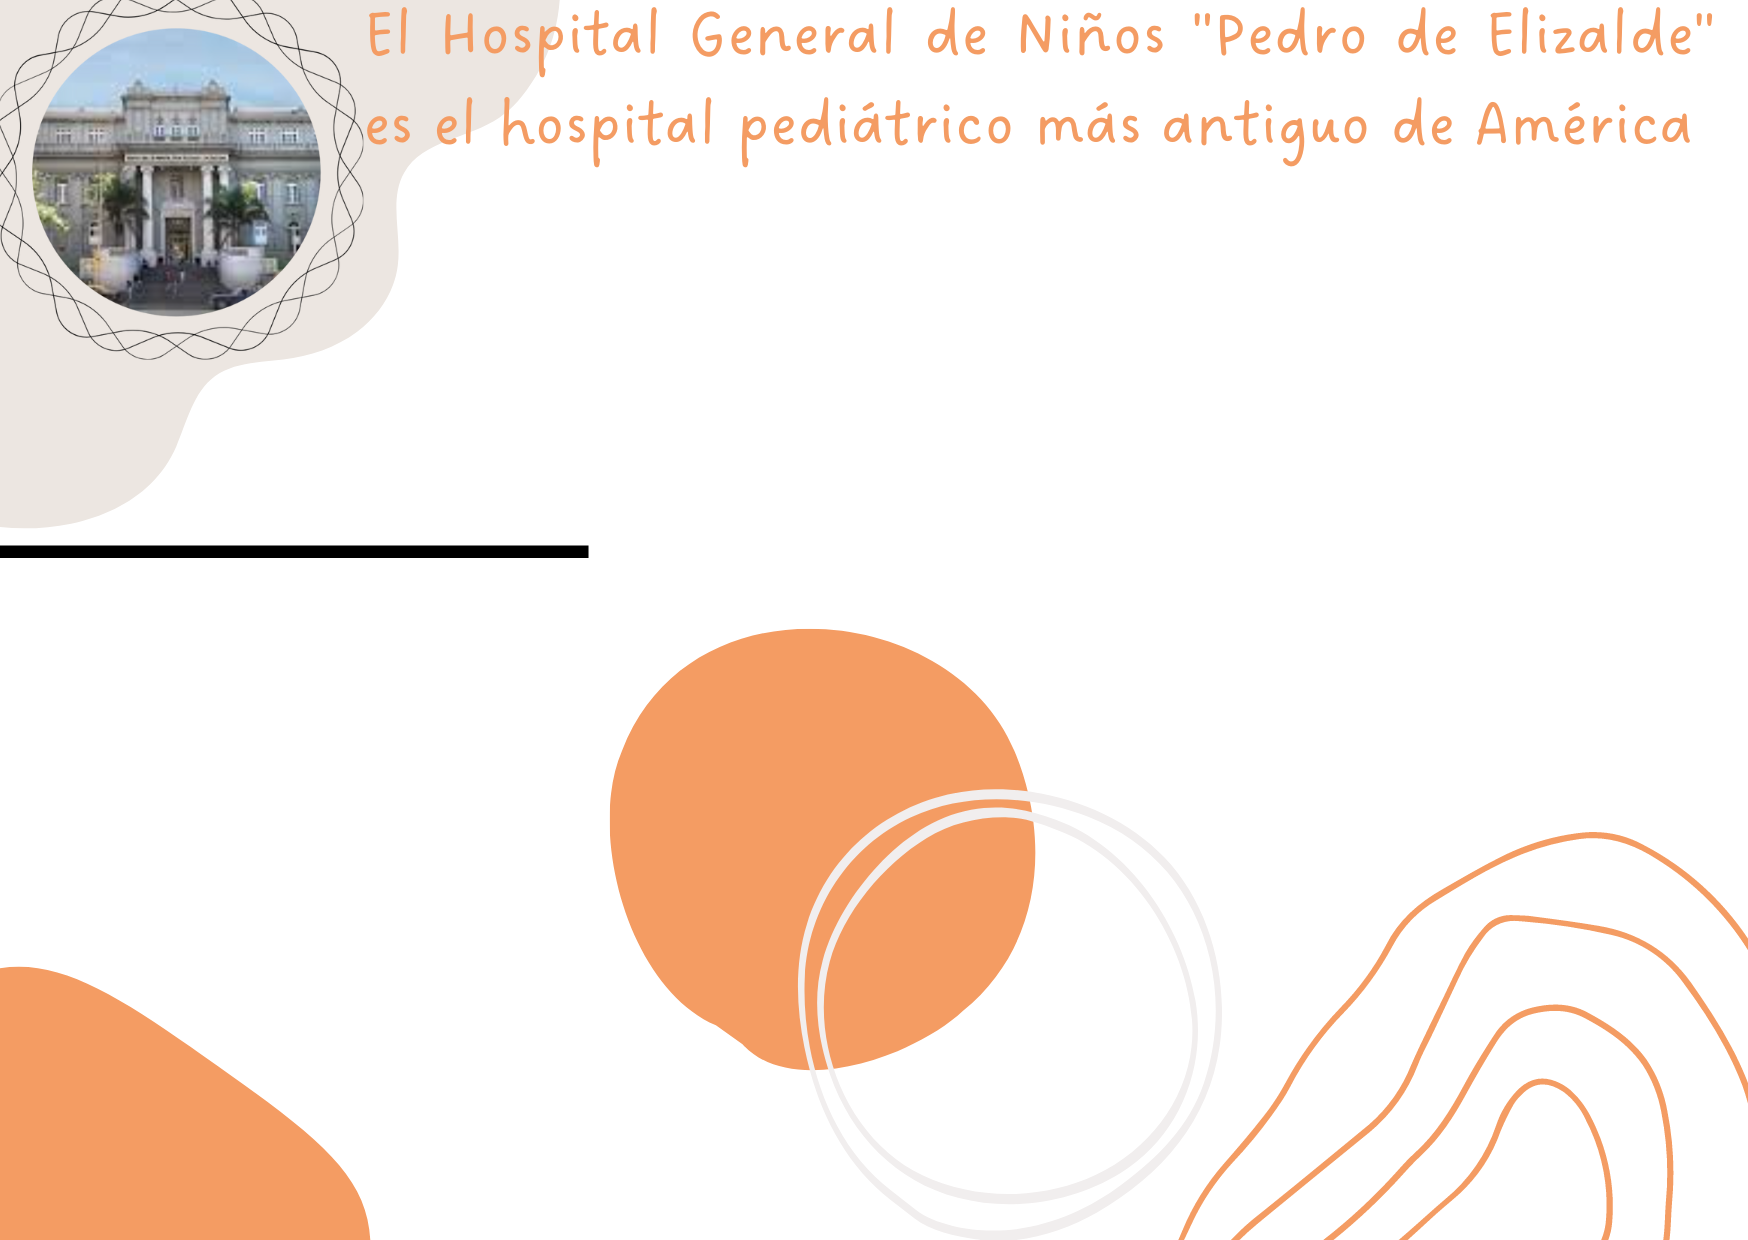 El Hospital General de Niños "Pedro de Elizalde"
es el hospital pediátrico más antiguo de América